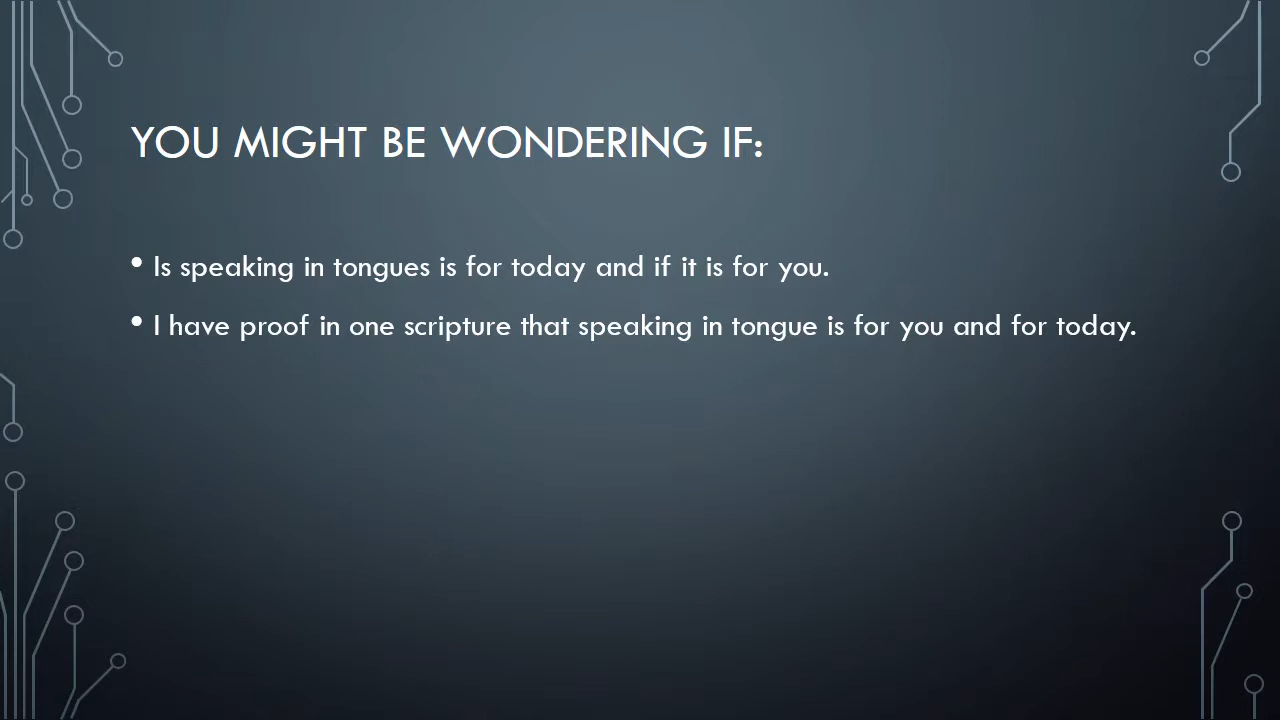 YOU MIGHT BE WONDERING IF:
• Is speaking in tongues is for today and if it is for you.
• I have proof in one scripture that speaking in tongue is for you and for today.